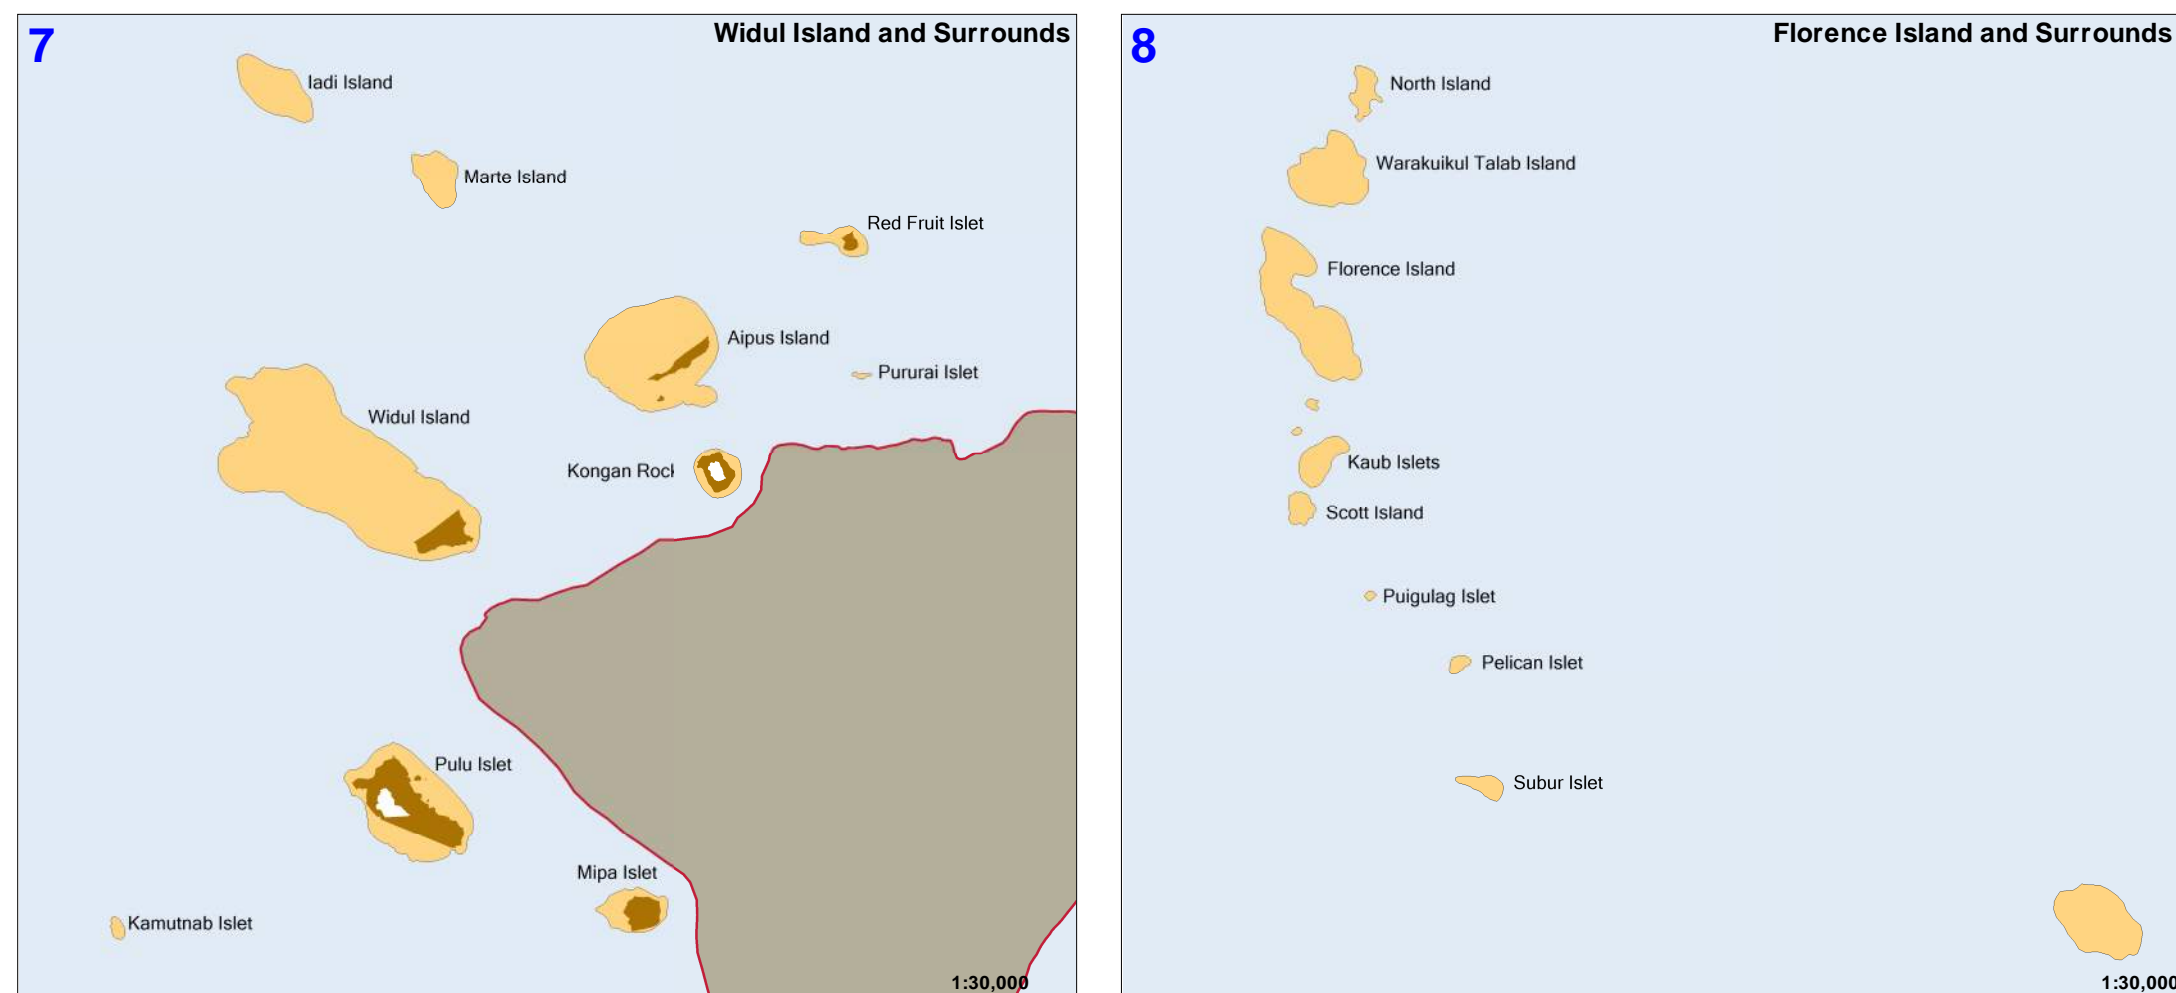 7
Widul Island and Surrounds
Iadi Island
Marte Island
Red Fruit Islet
Aipus Island
Pururai Islet
Widul Island
Kongan Rock
Pulu Islet
Mipa Islet
Kamutnab Islet
1:30,000
8
Florence Island and Surrounds
North Island
Warakuikul Talab Island
Florence Island
Kaub Islets
Scott Island
Puigulag Islet
Pelican Islet
Subur Islet
1:30,000